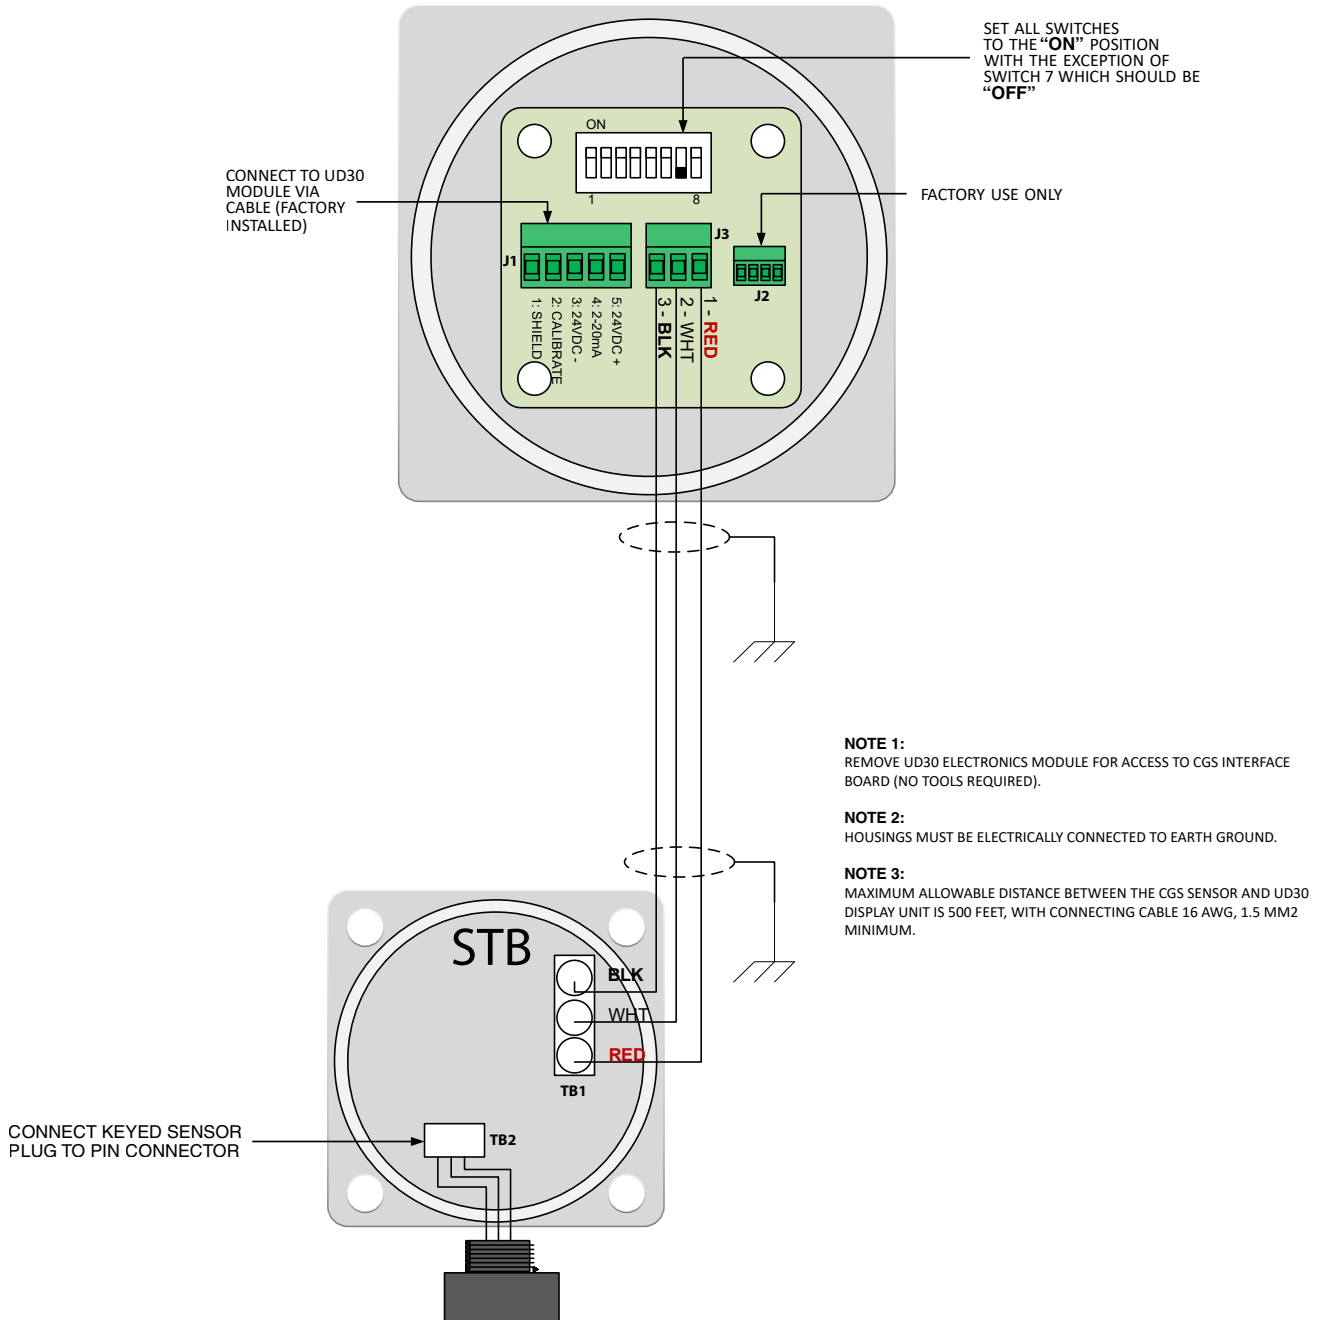 SET ALL SWITCHES
TO THE “ON” POSITION
WITH THE EXCEPTION OF
SWITCH 7 WHICH SHOULD BE
“OFF”
ON
1
8
CONNECT TO UD30
MODULE VIA
CABLE (FACTORY
INSTALLED)
FACTORY USE ONLY
J1
J3
J2
1: SHIELD
2: CALIBRATE
3: 24VDC -
4: 2-20mA
5: 24VDC +
3 - BLK
2 - WHT
1 - RED
NOTE 1:
REMOVE UD30 ELECTRONICS MODULE FOR ACCESS TO CGS INTERFACE
BOARD (NO TOOLS REQUIRED).
NOTE 2:
HOUSINGS MUST BE ELECTRICALLY CONNECTED TO EARTH GROUND.
NOTE 3:
MAXIMUM ALLOWABLE DISTANCE BETWEEN THE CGS SENSOR AND UD30
DISPLAY UNIT IS 500 FEET, WITH CONNECTING CABLE 16 AWG, 1.5 MM2
MINIMUM.
STB
BLK
WHT
RED
TB1
CONNECT KEYED SENSOR
PLUG TO PIN CONNECTOR
TB2